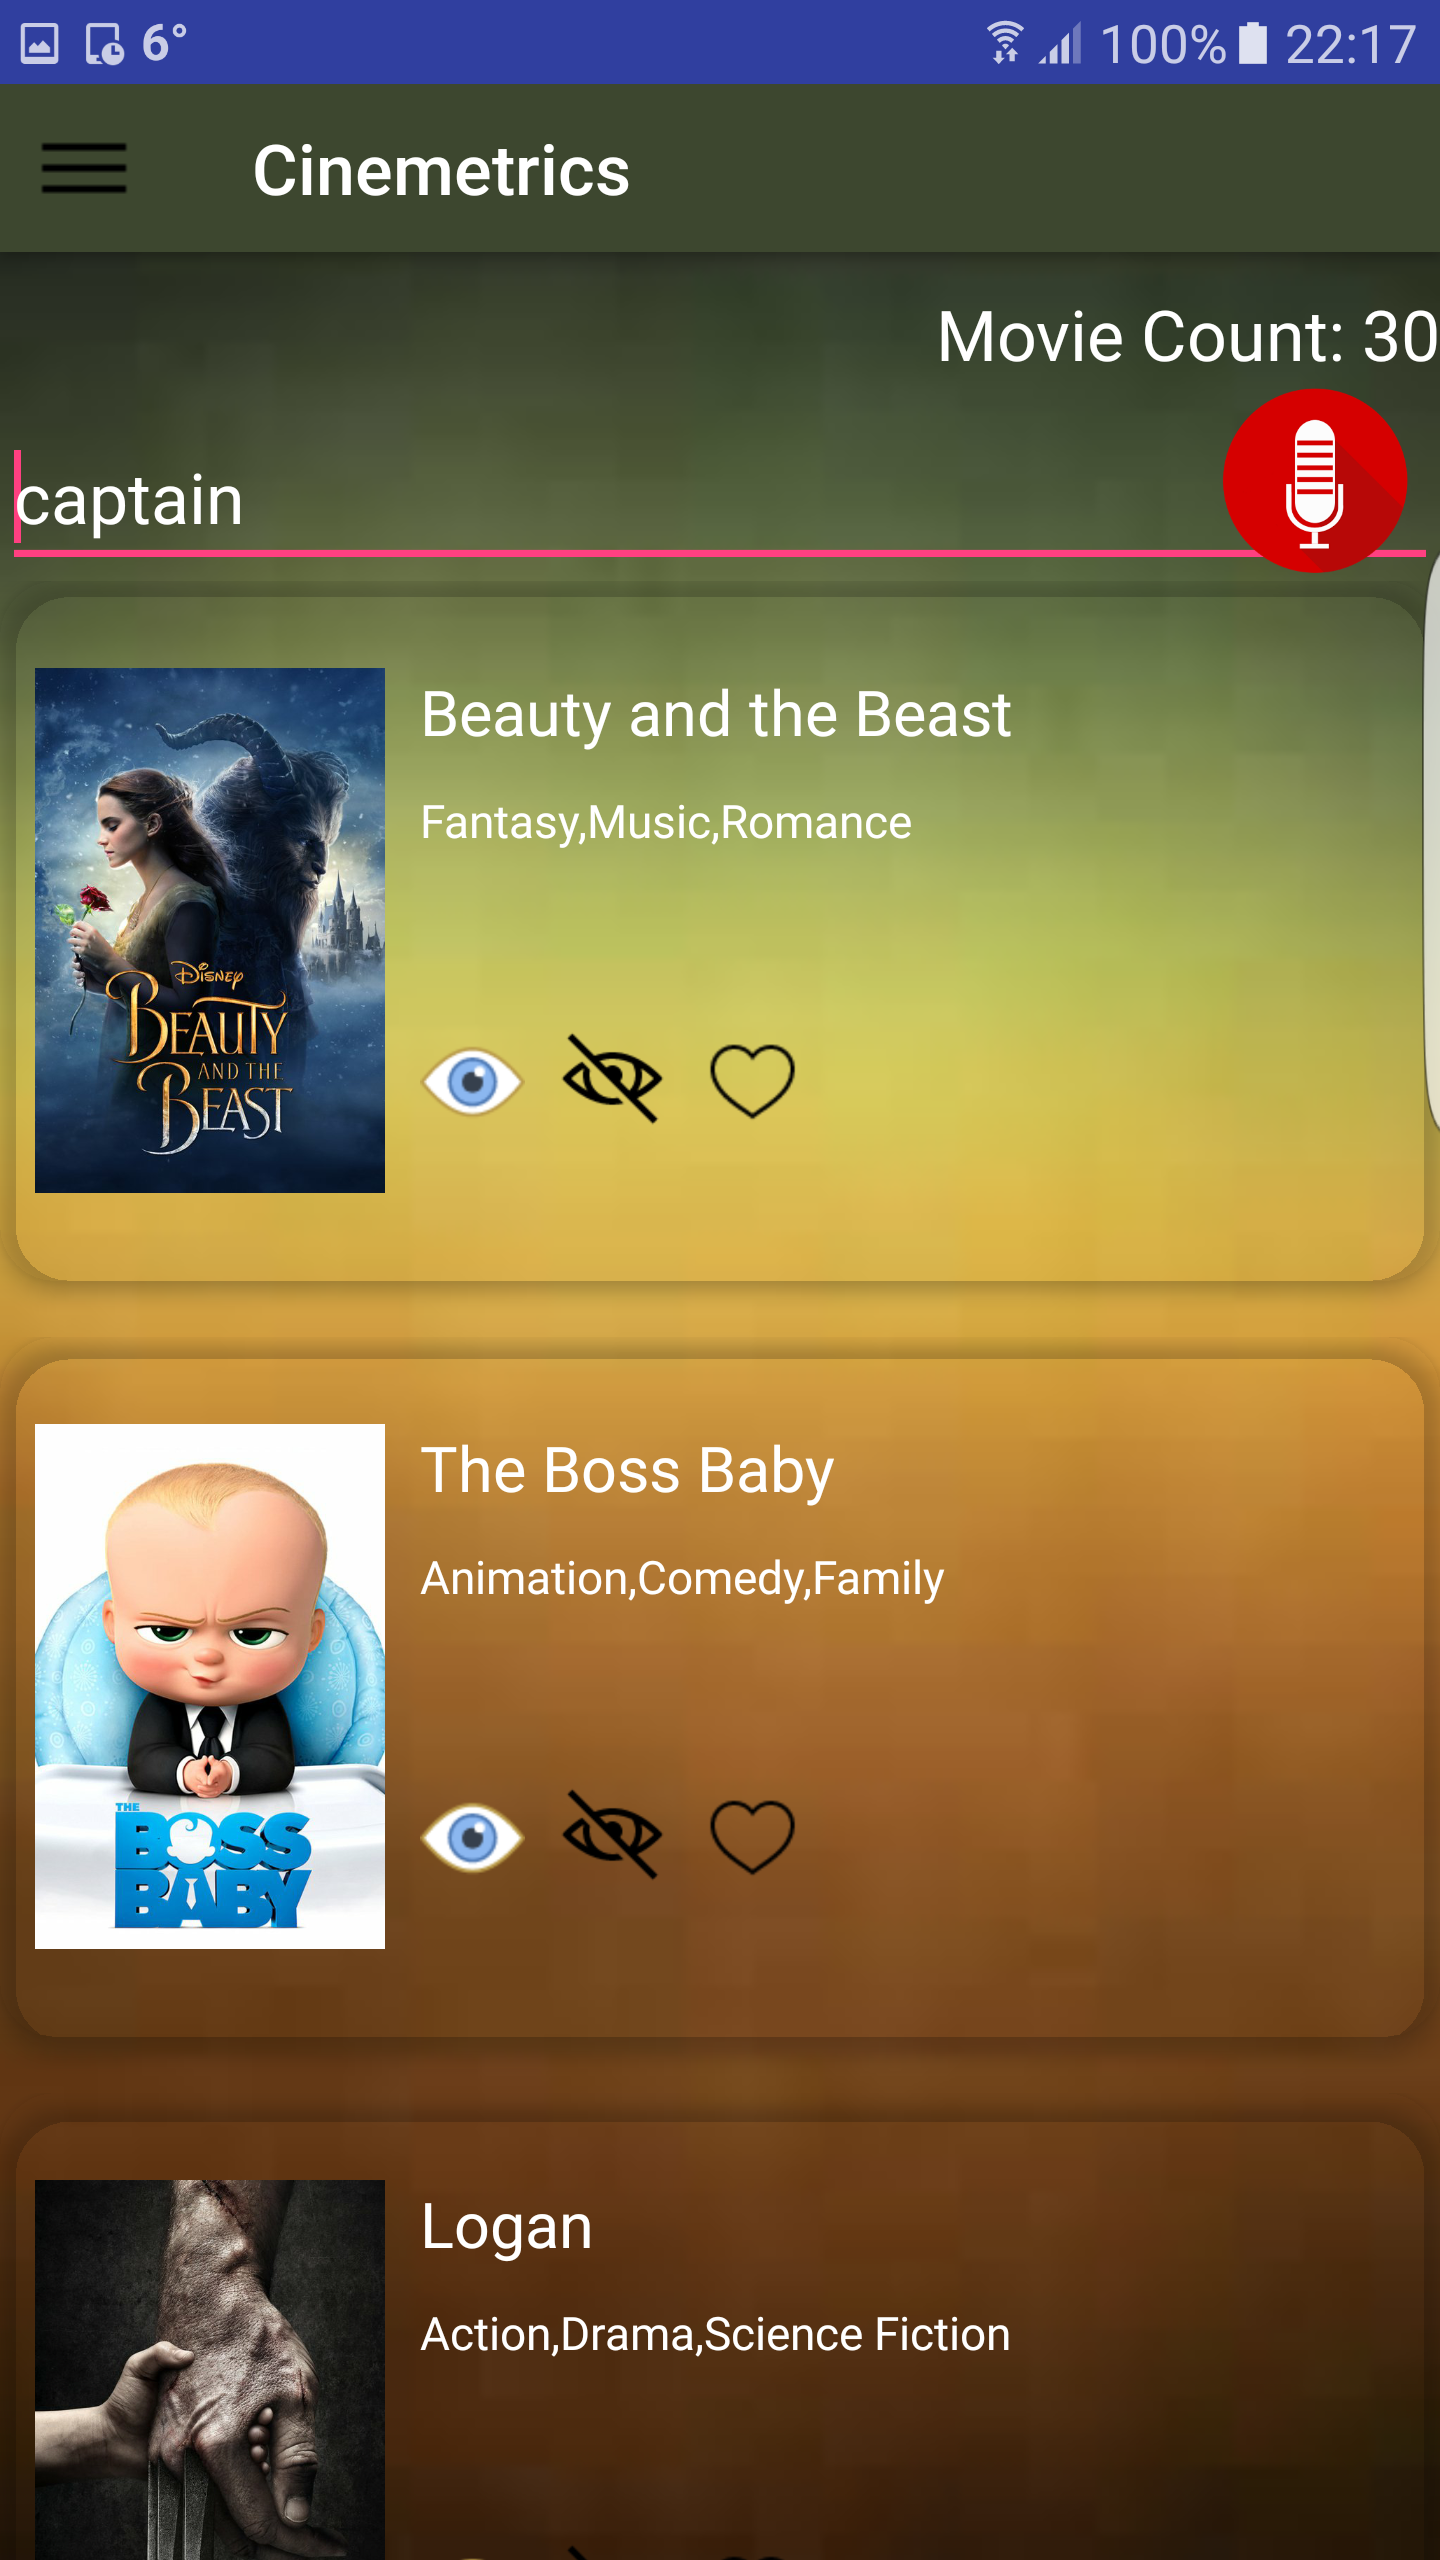 6° 100% 22:17
Cinemetrics
Movie Count: 30
captain
Beauty and the Beast
Fantasy,Music,Romance
Disney
Beauty
and the
Beast
The Boss Baby
Animation,Comedy,Family
THE
BOSS
BABY
Logan
Action,Drama,Science Fiction